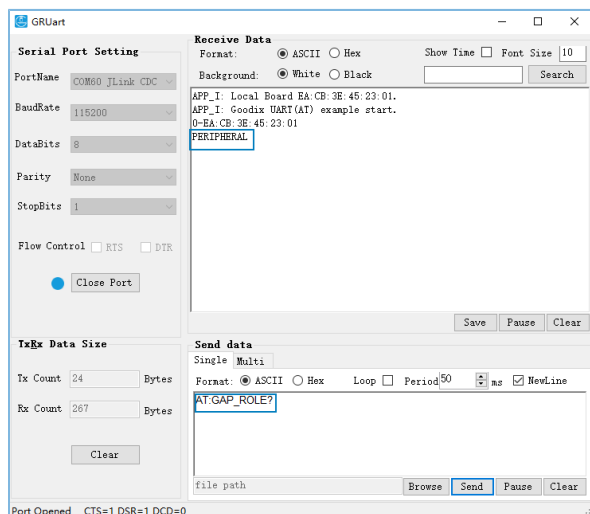 GRUart
Serial Port Setting
PortName COM60 JLink CDC
BaudRate 115200
DataBits 8
Parity None
StopBits 1
Flow Control RTS DTR
Close Port
Receive Data
Format: ASCII Hex Show Time Font Size 10
Background: White Black Search
APP_I: Local Board EA:CB:3E:45:23:01.
APP_I: Goodix UART(AT) example start.
0-EA:CB:3E:45:23:01
PERIPHERAL
Save Pause Clear
TxRx Data Size
Tx Count 24 Bytes
Rx Count 267 Bytes
Clear
Send data
Single Multi
Format: ASCII Hex Loop Period 50 ms NewLine
AT:GAP_ROLE?
file path Browse Send Pause Clear
Port Opened CTS=1 DSR=1 DCD=0